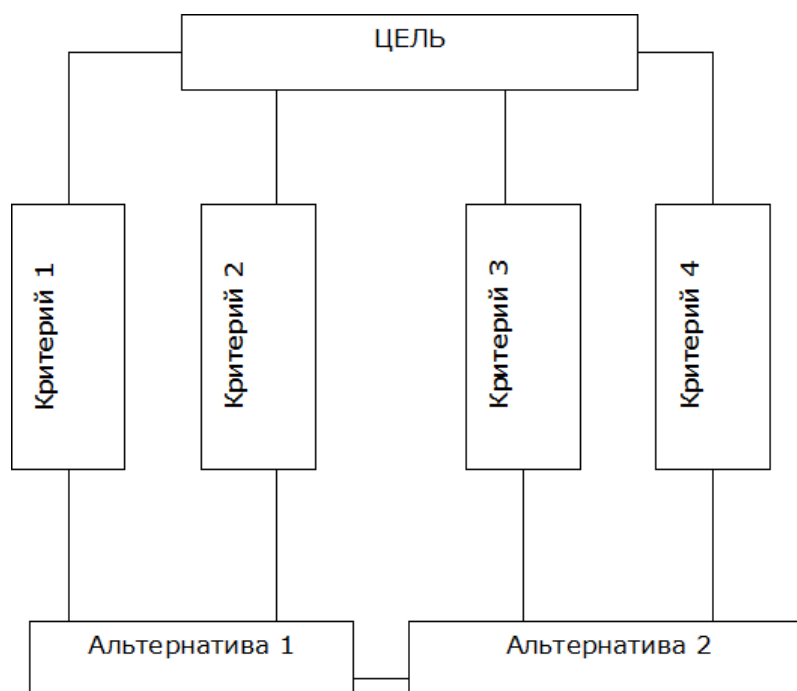 ЦЕЛЬ
Критерий 1
Критерий 2
Критерий 3
Критерий 4
Альтернатива 1
Альтернатива 2